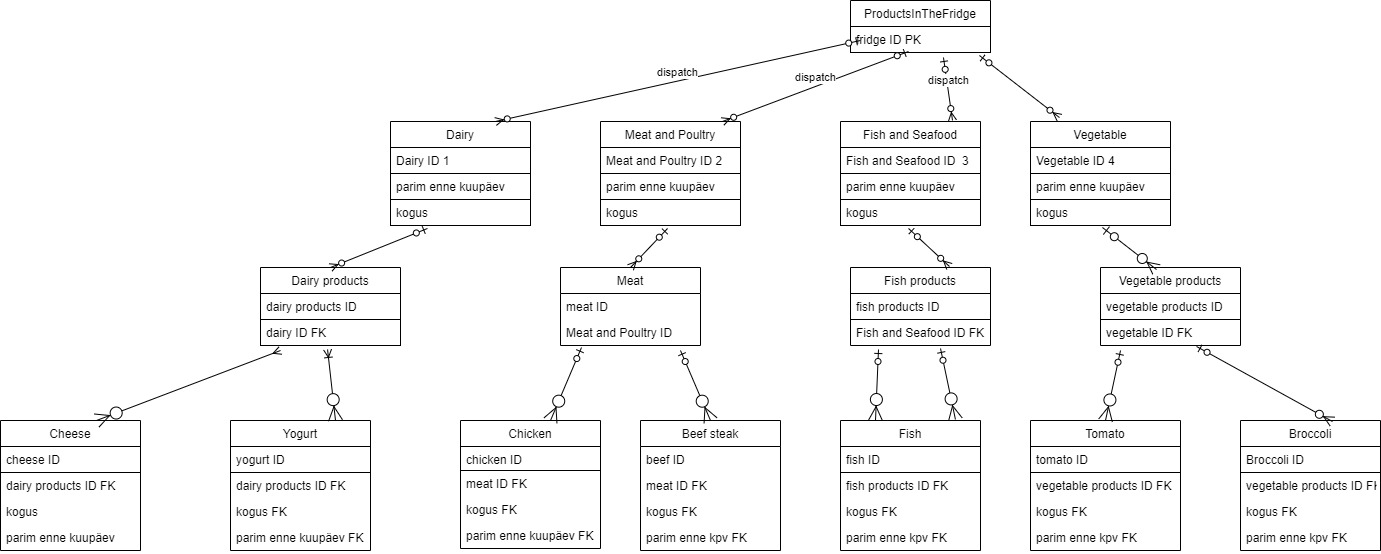 ProductsInTheFridge
fridge ID PK
dispatch
dispatch
dispatch
Dairy
Dairy ID 1
parim enne kuupäev
kogus
Meat and Poultry
Meat and Poultry ID 2
parim enne kuupäev
kogus
Fish and Seafood
Fish and Seafood ID  3
parim enne kuupäev
kogus
Vegetable
Vegetable ID 4
parim enne kuupäev
kogus
Dairy products
dairy products ID
dairy ID FK
Meat
meat ID
Meat and Poultry ID
Fish products
fish products ID
Fish and Seafood ID FK
Vegetable products
vegetable products ID
vegetable ID FK
Cheese
cheese ID
dairy products ID FK
kogus
parim enne kuupäev
Yogurt
yogurt ID
dairy products ID FK
kogus FK
parim enne kuupäev FK
Chicken
chicken ID
meat ID FK
kogus FK
parim enne kuupäev FK
Beef steak
beef ID
meat ID FK
kogus FK
parim enne kpv FK
Fish
fish ID
fish products ID FK
kogus FK
parim enne kpv FK
Tomato
tomato ID
vegetable products ID FK
kogus FK
parim enne kpv FK
Broccoli
Broccoli ID
vegetable products ID FK
kogus FK
parim enne kpv FK